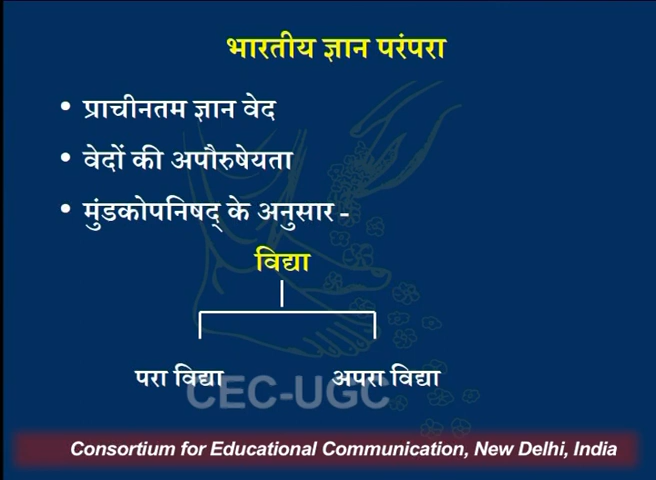 भारतीय ज्ञान परंपरा
• प्राचीनतम ज्ञान वेद
• वेदों की अपौरुषेयता
• मुंडकोपनिषद् के अनुसार -
विद्या
परा विद्या अपरा विद्या
CEC-UGC
Consortium for Educational Communication, New Delhi, India